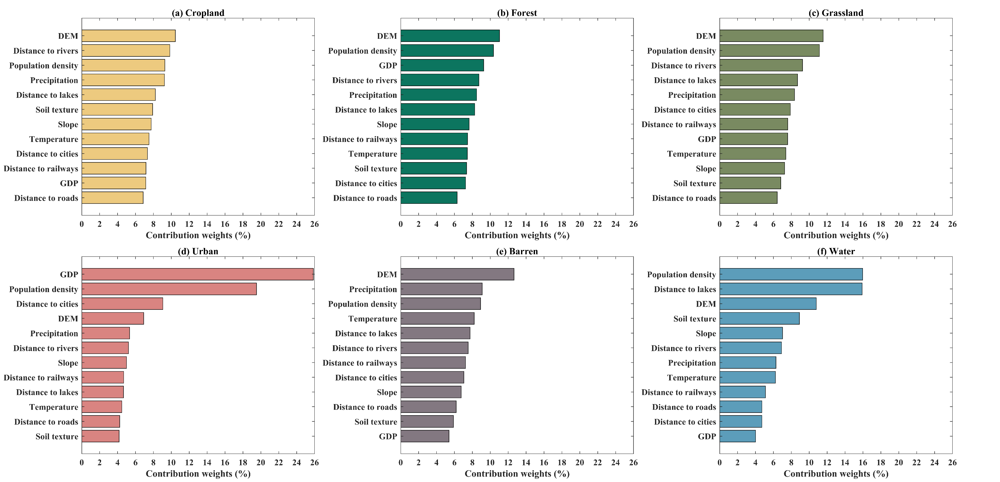 (a) Cropland
DEM
Distance to rivers
Population density
Precipitation
Distance to lakes
Soil texture
Slope
Temperature
Distance to cities
Distance to railways
GDP
Distance to roads
0 2 4 6 8 10 12 14 16 18 20 22 24 26
Contribution weights (%)
(b) Forest
DEM
Population density
GDP
Distance to rivers
Precipitation
Distance to lakes
Slope
Distance to railways
Temperature
Soil texture
Distance to cities
Distance to roads
0 2 4 6 8 10 12 14 16 18 20 22 24 26
Contribution weights (%)
(c) Grassland
DEM
Population density
Distance to rivers
Distance to lakes
Precipitation
Distance to cities
Distance to railways
GDP
Temperature
Slope
Soil texture
Distance to roads
0 2 4 6 8 10 12 14 16 18 20 22 24 26
Contribution weights (%)
(d) Urban
GDP
Population density
Distance to cities
DEM
Precipitation
Distance to rivers
Slope
Distance to railways
Distance to lakes
Temperature
Distance to roads
Soil texture
0 2 4 6 8 10 12 14 16 18 20 22 24 26
Contribution weights (%)
(e) Barren
DEM
Precipitation
Population density
Temperature
Distance to lakes
Distance to rivers
Distance to railways
Distance to cities
Slope
Distance to roads
Soil texture
GDP
0 2 4 6 8 10 12 14 16 18 20 22 24 26
Contribution weights (%)
(f) Water
Population density
Distance to lakes
DEM
Soil texture
Slope
Distance to rivers
Precipitation
Temperature
Distance to railways
Distance to roads
Distance to cities
GDP
0 2 4 6 8 10 12 14 16 18 20 22 24 26
Contribution weights (%)